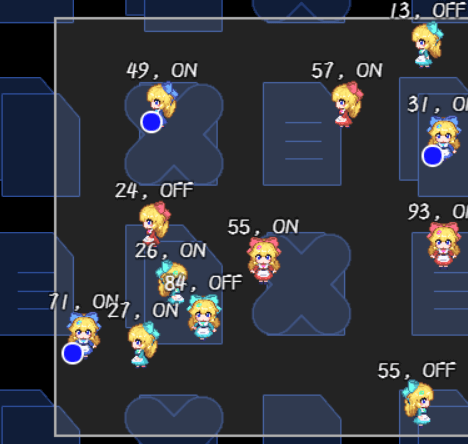 13, OFF
49, ON
57, ON
31, ON
24, OFF
93, ON
55, ON
26, ON
84, OFF
71, ON
27, ON
55, OFF